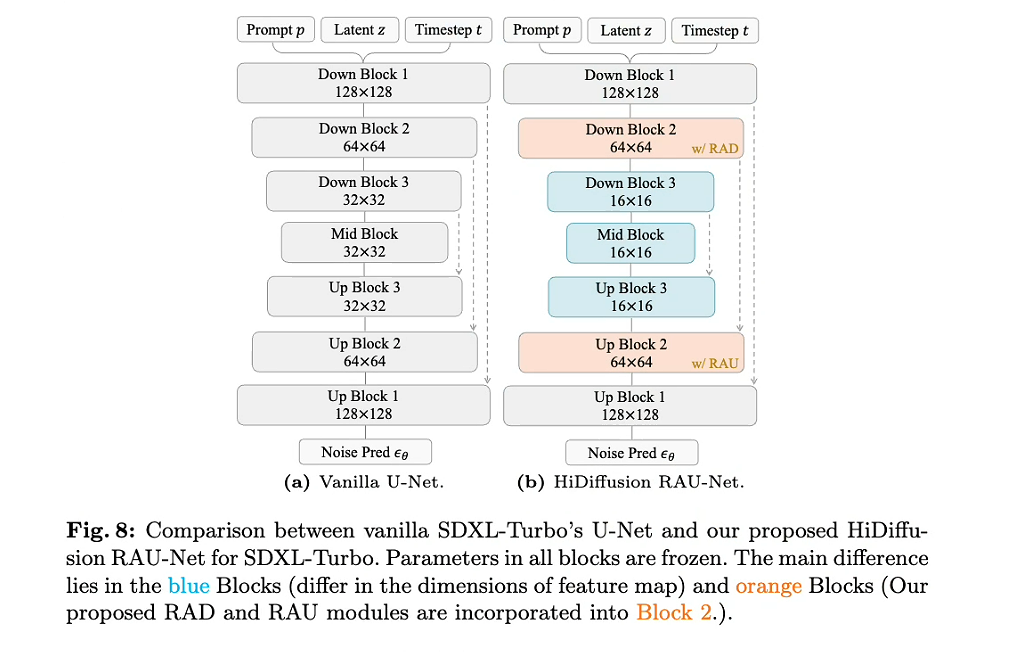 Prompt p
Latent z
Timestep t
Down Block 1
128×128
Down Block 2
64×64
Down Block 3
32×32
Mid Block
32×32
Up Block 3
32×32
Up Block 2
64×64
Up Block 1
128×128
Noise Pred ϵθ
(a) Vanilla U-Net.
Prompt p
Latent z
Timestep t
Down Block 1
128×128
Down Block 2
64×64
w/ RAD
Down Block 3
16×16
Mid Block
16×16
Up Block 3
16×16
Up Block 2
64×64
w/ RAU
Up Block 1
128×128
Noise Pred ϵθ
(b) HiDiffusion RAU-Net.
Fig. 8: Comparison between vanilla SDXL-Turbo's U-Net and our proposed HiDiffu-
sion RAU-Net for SDXL-Turbo. Parameters in all blocks are frozen. The main difference
lies in the blue Blocks (differ in the dimensions of feature map) and orange Blocks (Our
proposed RAD and RAU modules are incorporated into Block 2.).